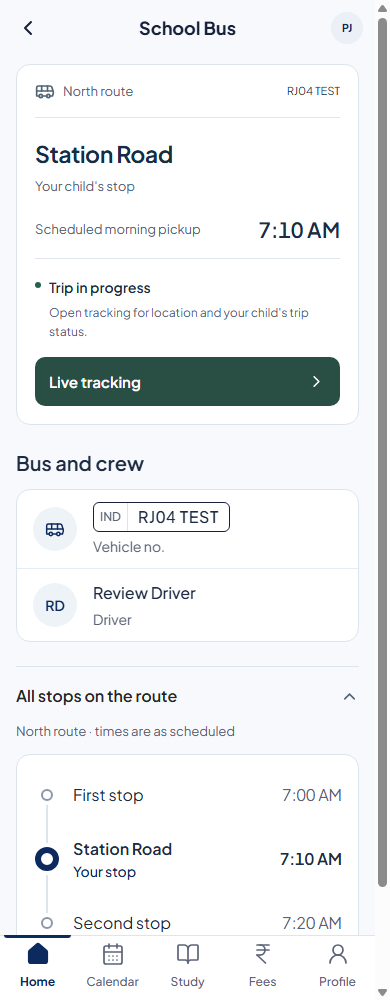 School Bus
PJ
North route
RJ04 TEST
Station Road
Your child's stop
Scheduled morning pickup
7:10 AM
Trip in progress
Open tracking for location and your child's trip
status.
Live tracking
Bus and crew
IND RJ04 TEST
Vehicle no.
RD
Review Driver
Driver
All stops on the route
North route · times are as scheduled
First stop
7:00 AM
Station Road
7:10 AM
Your stop
Second stop
7:20 AM
Home
Calendar
Study
Fees
Profile